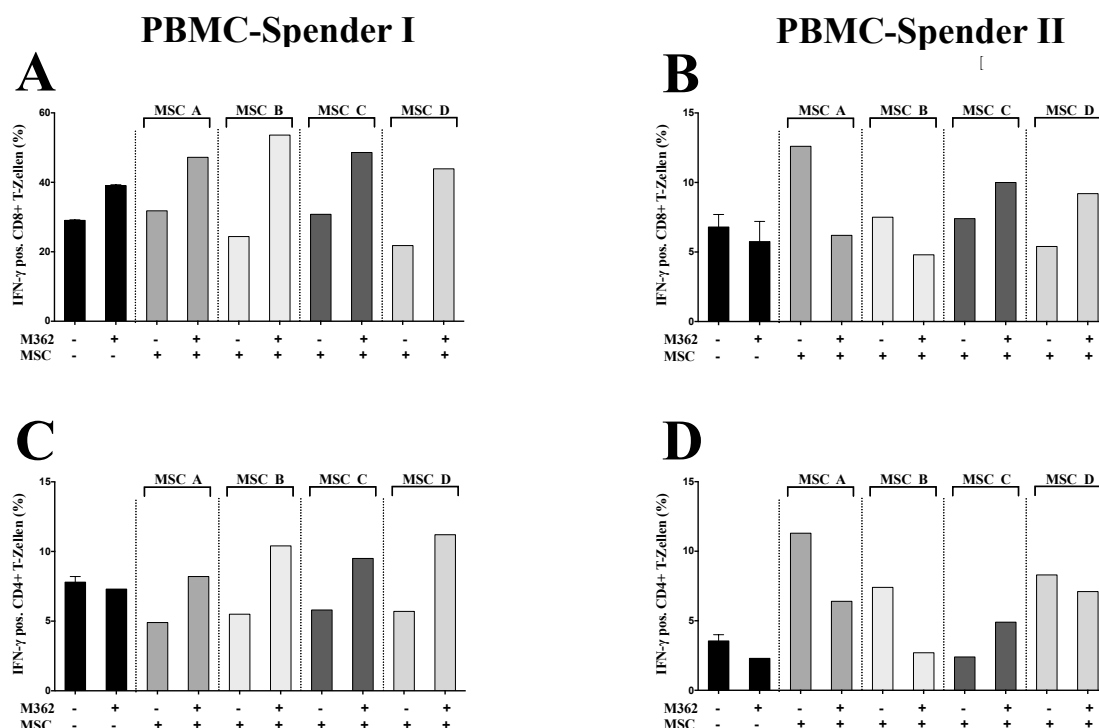 PBMC-Spender I
PBMC-Spender II
[
A
MSC A MSC B MSC C MSC D
IFN-γ pos. CD8+ T-Zellen (%)
60
40
20
0
M362 - + - + - + - + - +
MSC - - + + + + + + + +
B
MSC A MSC B MSC C MSC D
IFN-γ pos. CD8+ T-Zellen (%)
15
10
5
0
M362 - + - + - + - + - +
MSC - - + + + + + + + +
C
MSC A MSC B MSC C MSC D
IFN-γ pos. CD4+ T-Zellen (%)
15
10
5
0
M362 - + - + - + - + - +
MSC - - + + + + + + + +
D
MSC A MSC B MSC C MSC D
IFN-γ pos. CD4+ T-Zellen (%)
15
10
5
0
M362 - + - + - + - + - +
MSC - - + + + + + + + +